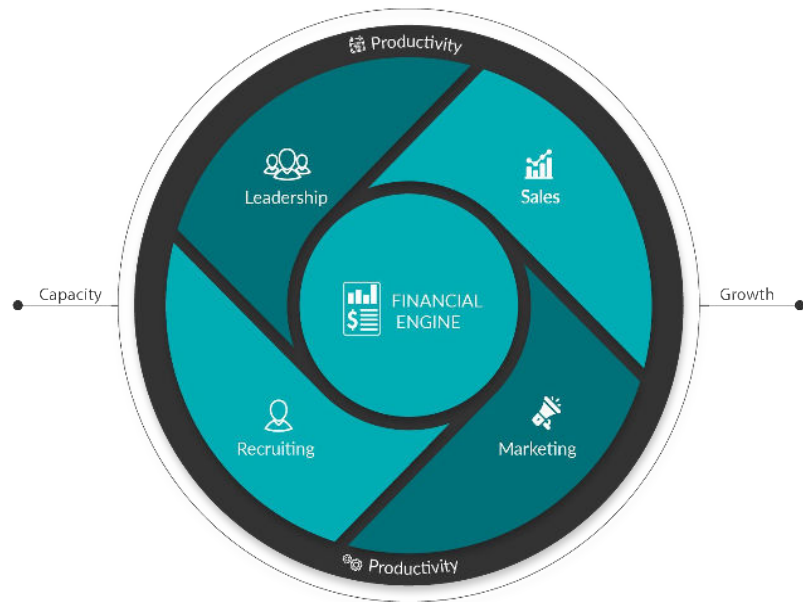 Productivity
Leadership
Sales
Capacity
Growth
FINANCIAL
ENGINE
Recruiting
Marketing
Productivity